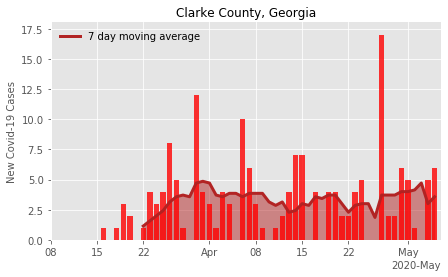 Clarke County, Georgia
7 day moving average
New Covid-19 Cases
17.5
15.0
12.5
10.0
7.5
5.0
2.5
0.0
08 15 22 Apr 08 15 22 May
2020-May